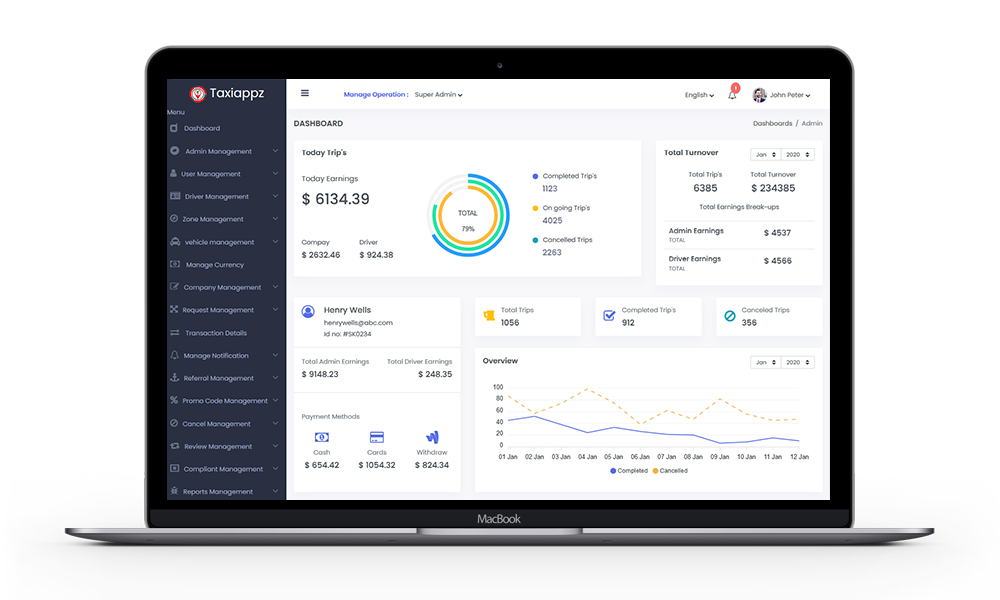 Taxiappz
Manage Operation : Super Admin
English
1
John Peter
Menu
Dashboard
Admin Management
User Management
Driver Management
Zone Management
vehicle management
Manage Currency
Company Management
Request Management
Transaction Details
Manage Notification
Referral Management
Promo Code Management
Cancel Management
Review Management
Compliant Management
Reports Management
DASHBOARD
Dashboards / Admin
Today Trip's
Today Earnings
$ 6134.39
Compay Driver
$ 2632.46 $ 924.38
TOTAL
79%
Completed Trip's
1123
On going Trip's
4025
Cancelled Trips
2263
Total Turnover
Jan 2020
Total Trip's Total Turnover
6385 $ 234385
Total Earnings Break-ups
Admin Earnings $ 4537
TOTAL
Driver Earnings $ 4566
TOTAL
Henry Wells
henrywells@abc.com
Id no: #SK0234
Total Admin Earnings Total Driver Earnings
$ 9148.23 $ 248.35
Payment Methods
Cash Cards Withdraw
$ 654.42 $ 1054.32 $ 824.34
Total Trips
1056
Completed Trip's
912
Canceled Trips
356
Overview
Jan 2020
100
80
60
40
20
0
01 Jan 02 Jan 03 Jan 04 Jan 05 Jan 06 Jan 07 Jan 08 Jan 09 Jan 10 Jan 11 Jan 12 Jan
Completed Cancelled
MacBook